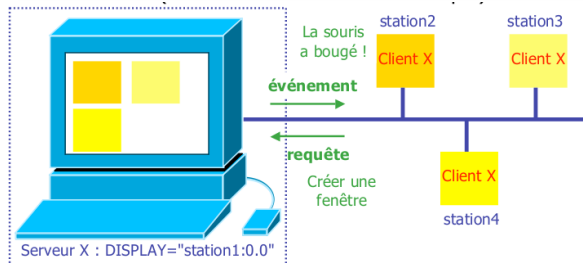 station2
station3
La souris
a bougé !
Client X
Client X
événement
requête
Créer une
fenêtre
Client X
station4
Serveur X : DISPLAY="station1:0.0"